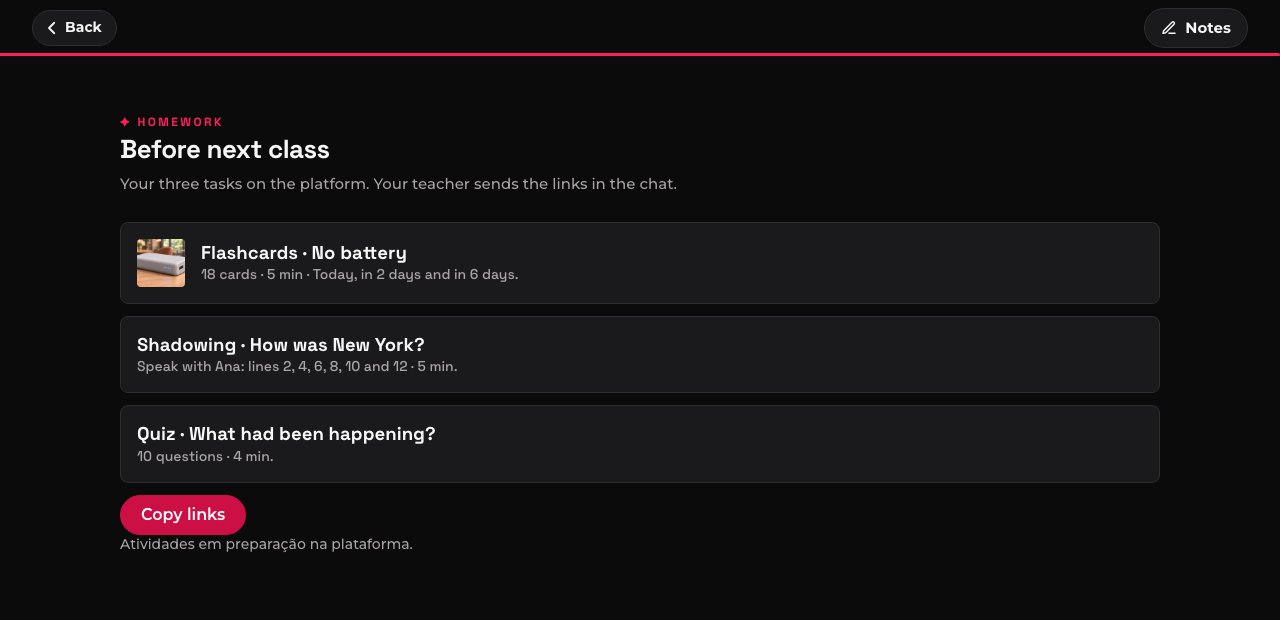 Back
Notes
HOMEWORK
Before next class
Your three tasks on the platform. Your teacher sends the links in the chat.
Flashcards · No battery
18 cards · 5 min · Today, in 2 days and in 6 days.
Shadowing · How was New York?
Speak with Ana: lines 2, 4, 6, 8, 10 and 12 · 5 min.
Quiz · What had been happening?
10 questions · 4 min.
Copy links
Atividades em preparação na plataforma.